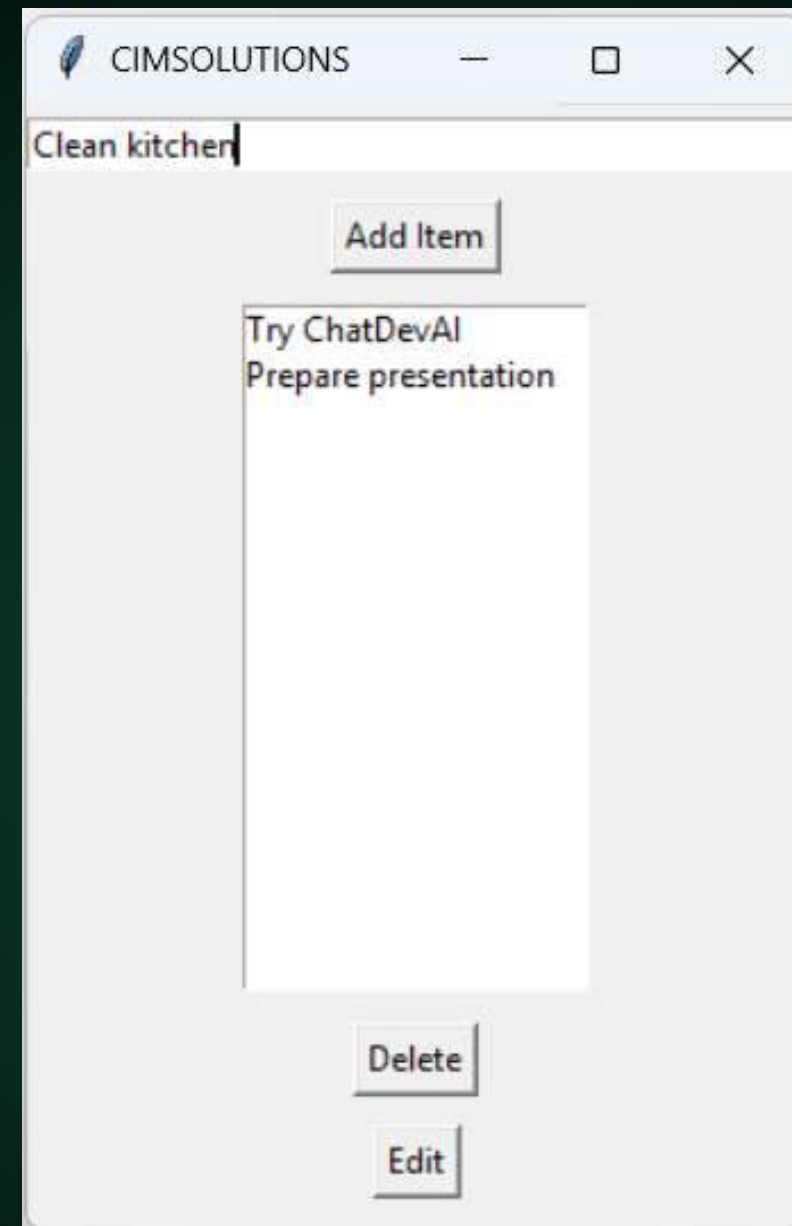 CIMSOLUTIONS
Clean kitchen
Add Item
Try ChatDevAI
Prepare presentation
Delete
Edit